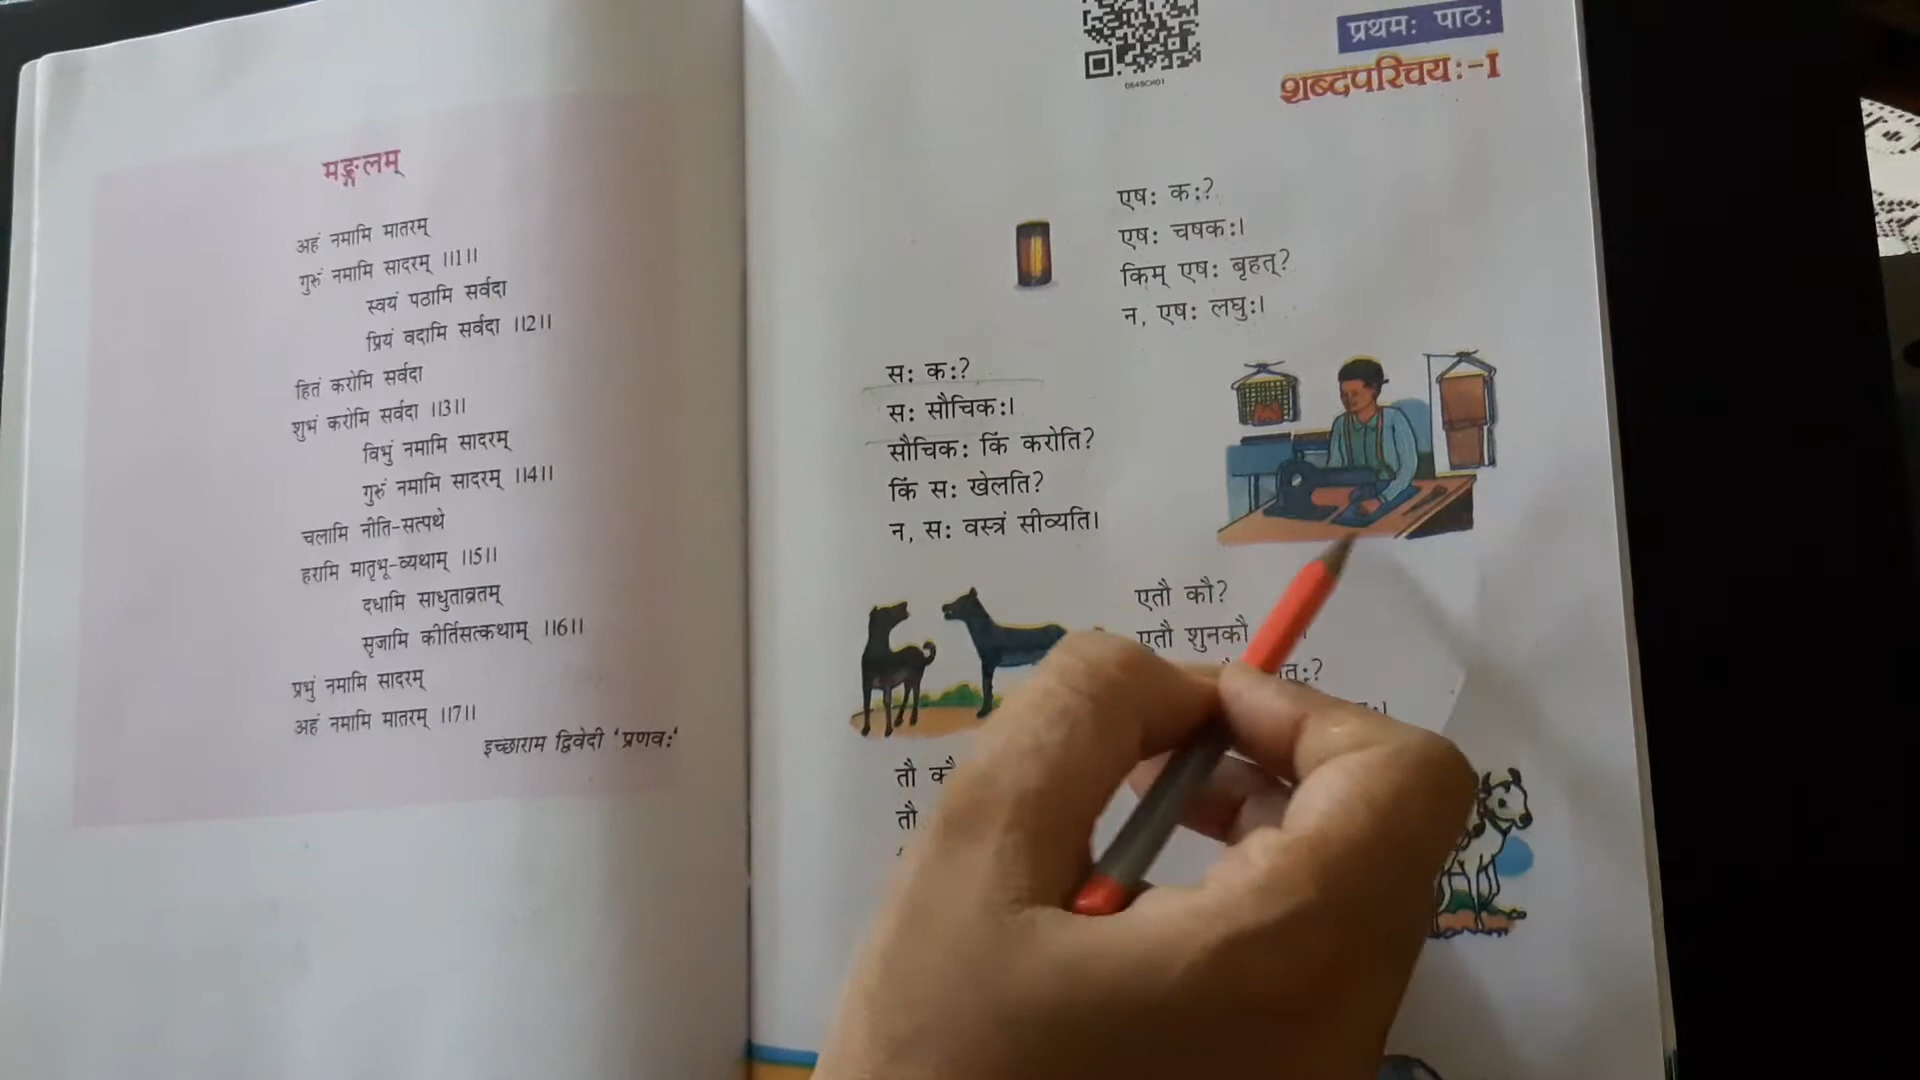 मङ्गलम्
अहं नमामि मातरम्
गुरुं नमामि सादरम् ।।1।।
स्वयं पठामि सर्वदा
प्रियं वदामि सर्वदा ।।2।।
हितं करोमि सर्वदा
शुभं करोमि सर्वदा ।।3।।
विभुं नमामि सादरम्
गुरुं नमामि सादरम् ।।4।।
चलामि नीति-सत्पथे
हरामि मातृभू-व्यथाम् ।।5।।
दधामि साधुताव्रतम्
सृजामि कीर्तिसत्कथाम् ।।6।।
प्रभुं नमामि सादरम्
अहं नमामि मातरम् ।।7।।
इच्छाराम द्विवेदी 'प्रणवः'
0649CH01
प्रथमः पाठः
शब्दपरिचयः-I
एषः कः?
एषः चषकः।
किम् एषः बृहत्?
न, एषः लघुः।
सः कः?
सः सौचिकः।
सौचिकः किं करोति?
किं सः खेलति?
न, सः वस्त्रं सीव्यति।
एतौ कौ?
एतौ शुनकौ
तौ
तौ